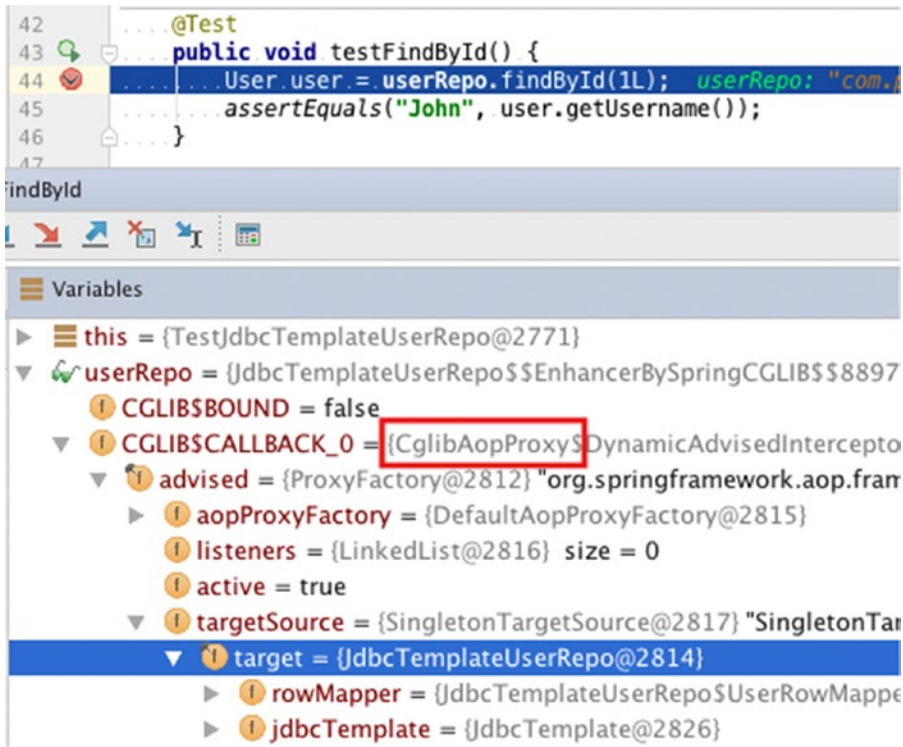 42 @Test
43 public void testFindById() {
44 User user = userRepo.findById(1L); userRepo: "com.
45 assertEquals("John", user.getUsername());
46 }
47
FindById
Variables
this = {TestJdbcTemplateUserRepo@2771}
userRepo = {JdbcTemplateUserRepo$$EnhancerBySpringCGLIB$$8897
CGLIB$BOUND = false
CGLIB$CALLBACK_0 = {CglibAopProxy$DynamicAdvisedIntercepto
advised = {ProxyFactory@2812} "org.springframework.aop.fram
aopProxyFactory = {DefaultAopProxyFactory@2815}
listeners = {LinkedList@2816} size = 0
active = true
targetSource = {SingletonTargetSource@2817} "SingletonTar
target = {JdbcTemplateUserRepo@2814}
rowMapper = {JdbcTemplateUserRepo$UserRowMappe
jdbcTemplate = {JdbcTemplate@2826}